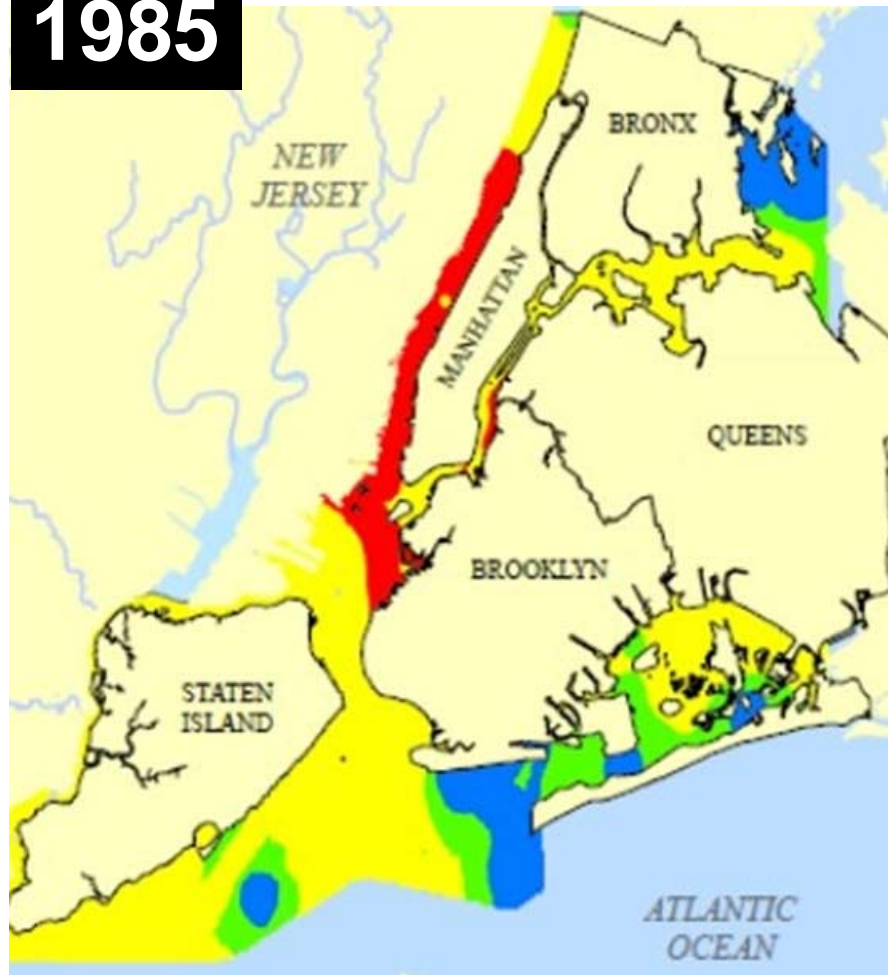 1985
BRONX
NEW
JERSEY
MANHATTAN
QUEENS
BROOKLYN
STATEN
ISLAND
ATLANTIC
OCEAN